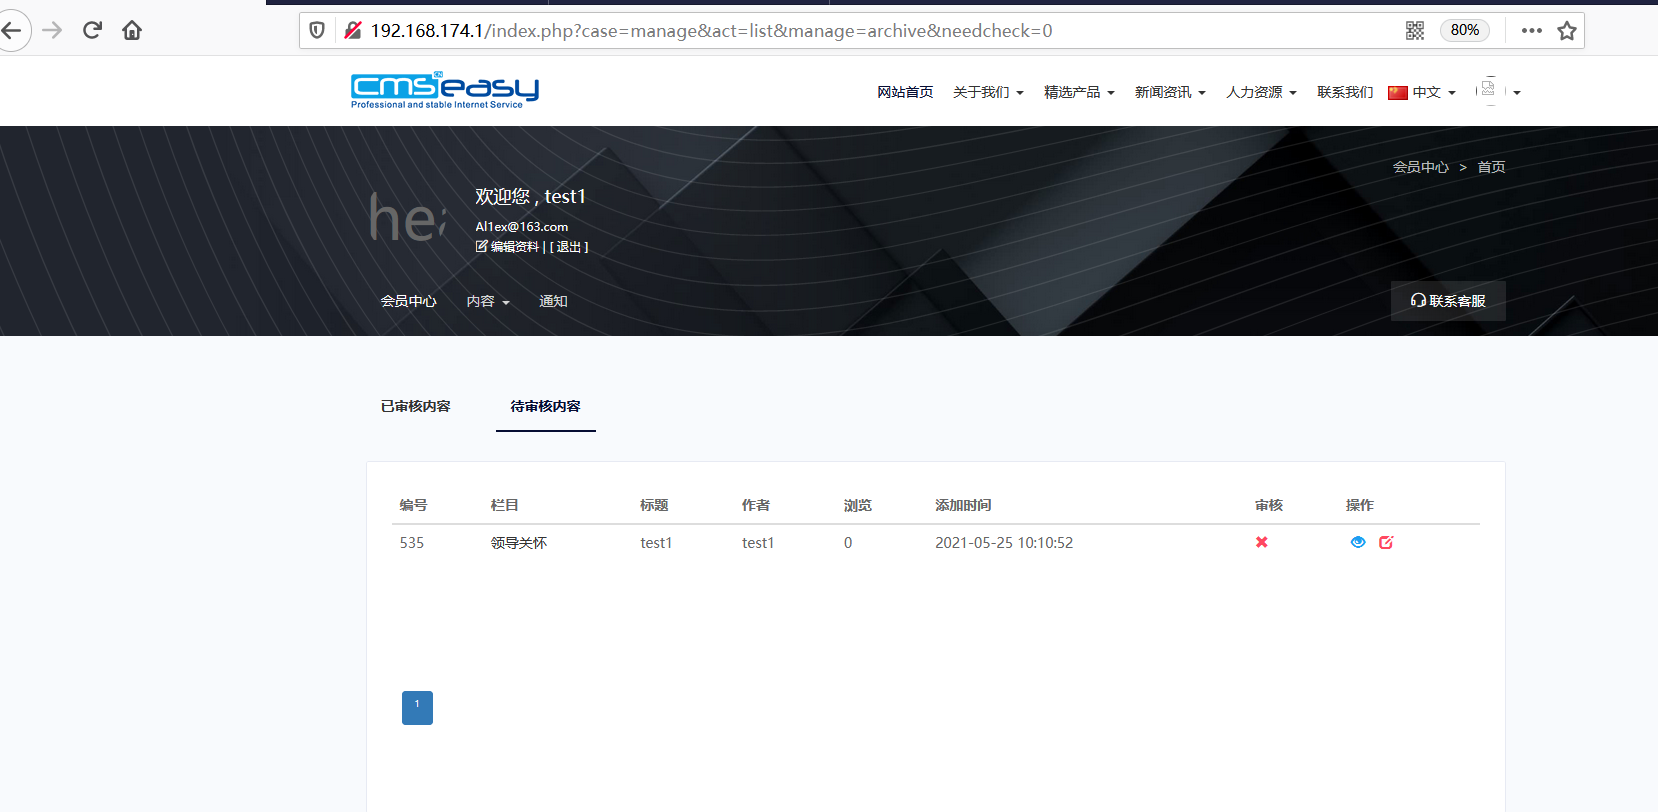 192.168.174.1/index.php?case=manage&act=list&manage=archive&needcheck=0
80%
cmseasy
CN
Professional and stable Internet Service
网站首页 关于我们 精选产品 新闻资讯 人力资源 联系我们 中文
会员中心 > 首页
hea
欢迎您 , test1
Al1ex@163.com
编辑资料 | [ 退出 ]
会员中心 内容 通知
联系客服
已审核内容 待审核内容
编号 栏目 标题 作者 浏览 添加时间 审核 操作
535 领导关怀 test1 test1 0 2021-05-25 10:10:52
1